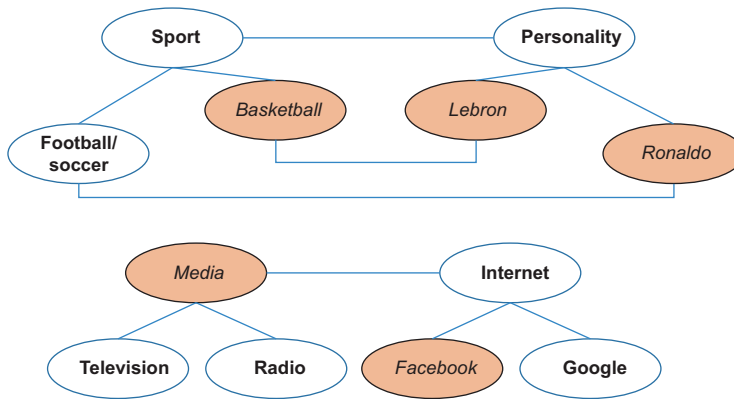 Sport
Personality
Basketball
Lebron
Football/
soccer
Ronaldo
Media
Internet
Television
Radio
Facebook
Google